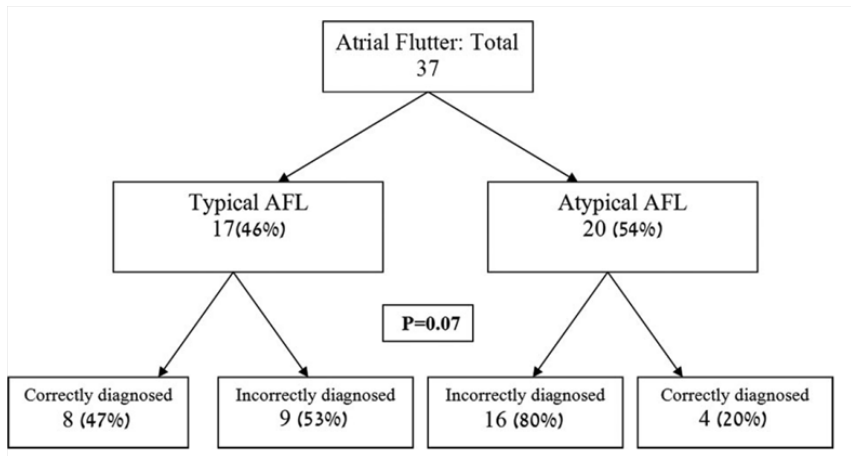 Atrial Flutter: Total
37
Typical AFL
17(46%)
Atypical AFL
20 (54%)
P=0.07
Correctly diagnosed
8 (47%)
Incorrectly diagnosed
9 (53%)
Incorrectly diagnosed
16 (80%)
Correctly diagnosed
4 (20%)